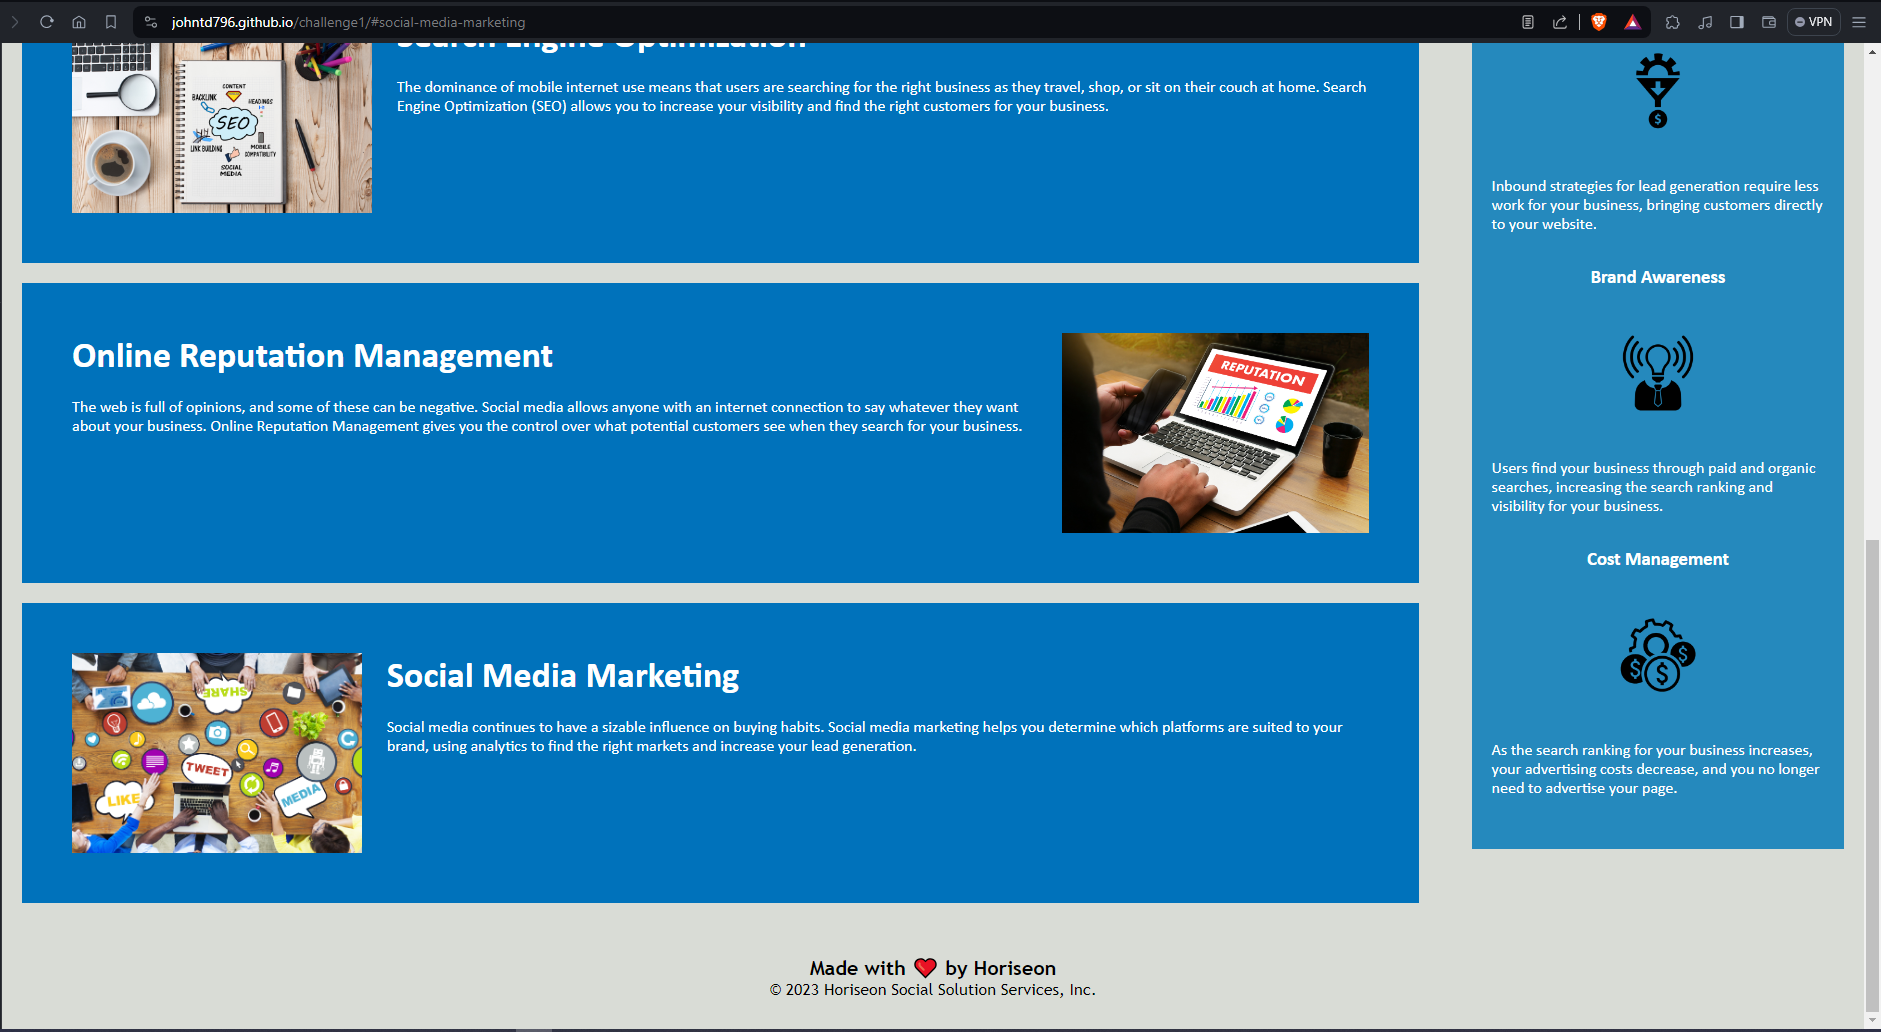 johntd796.github.io/challenge1/#social-media-marketing
VPN
Search Engine Optimization
The dominance of mobile internet use means that users are searching for the right business as they travel, shop, or sit on their couch at home. Search
Engine Optimization (SEO) allows you to increase your visibility and find the right customers for your business.
CONTENT
BACKLINK
HEADINGS
SEO
LINK BUILDING
MOBILE
COMPATIBILITY
SOCIAL
MEDIA
Online Reputation Management
The web is full of opinions, and some of these can be negative. Social media allows anyone with an internet connection to say whatever they want
about your business. Online Reputation Management gives you the control over what potential customers see when they search for your business.
REPUTATION
Social Media Marketing
Social media continues to have a sizable influence on buying habits. Social media marketing helps you determine which platforms are suited to your
brand, using analytics to find the right markets and increase your lead generation.
SHARE
TWEET
LIKE
MEDIA
$
Inbound strategies for lead generation require less
work for your business, bringing customers directly
to your website.
Brand Awareness
Users find your business through paid and organic
searches, increasing the search ranking and
visibility for your business.
Cost Management
$ $ $
As the search ranking for your business increases,
your advertising costs decrease, and you no longer
need to advertise your page.
Made with ❤️ by Horiseon
© 2023 Horiseon Social Solution Services, Inc.